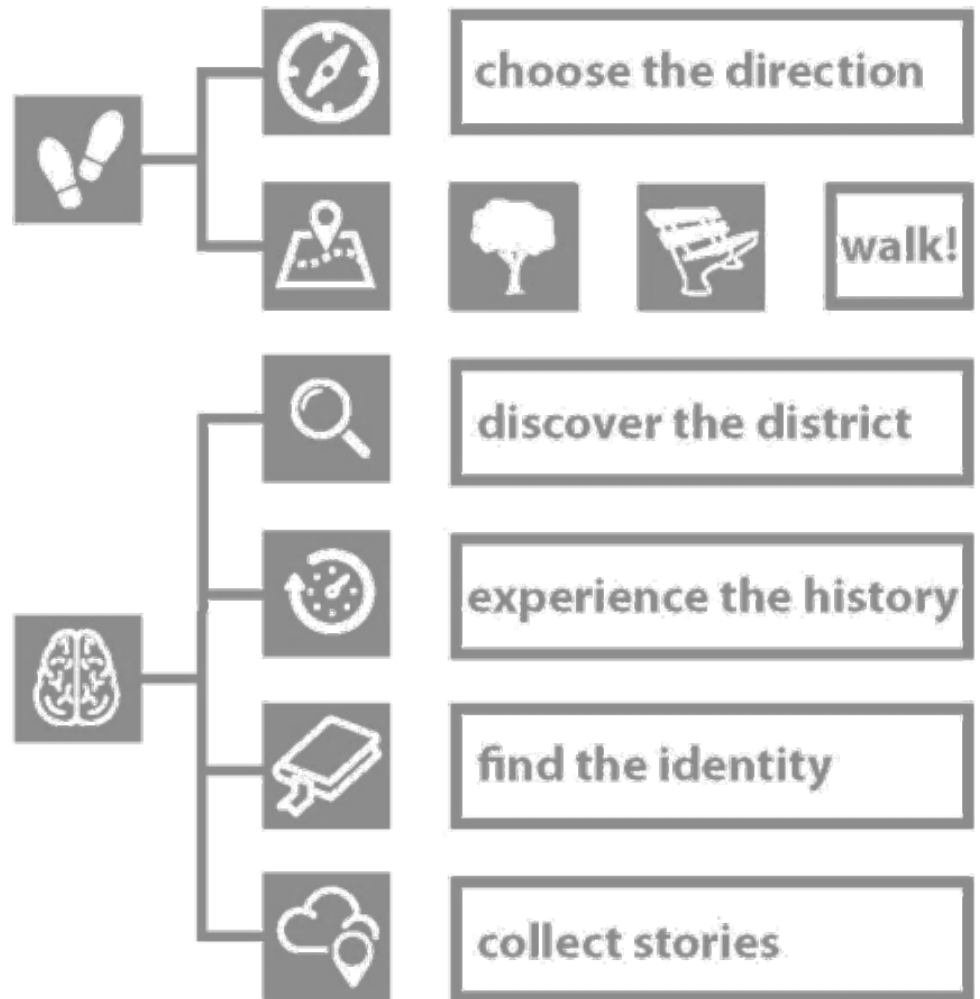 choose the direction
walk!
discover the district
experience the history
find the identity
collect stories